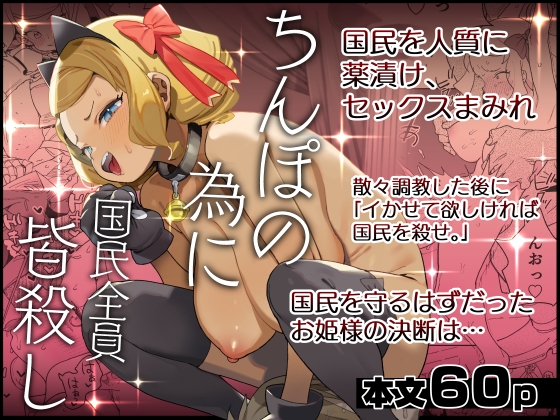 ちんぽの
為に
国民全員
皆殺し
国民を人質に
薬漬け、
セックスまみれ
散々調教した後に
「イかせて欲しければ
国民を殺せ。」
んおっ♡
国民を守るはずだった
お姫様の決断は…
本文60p